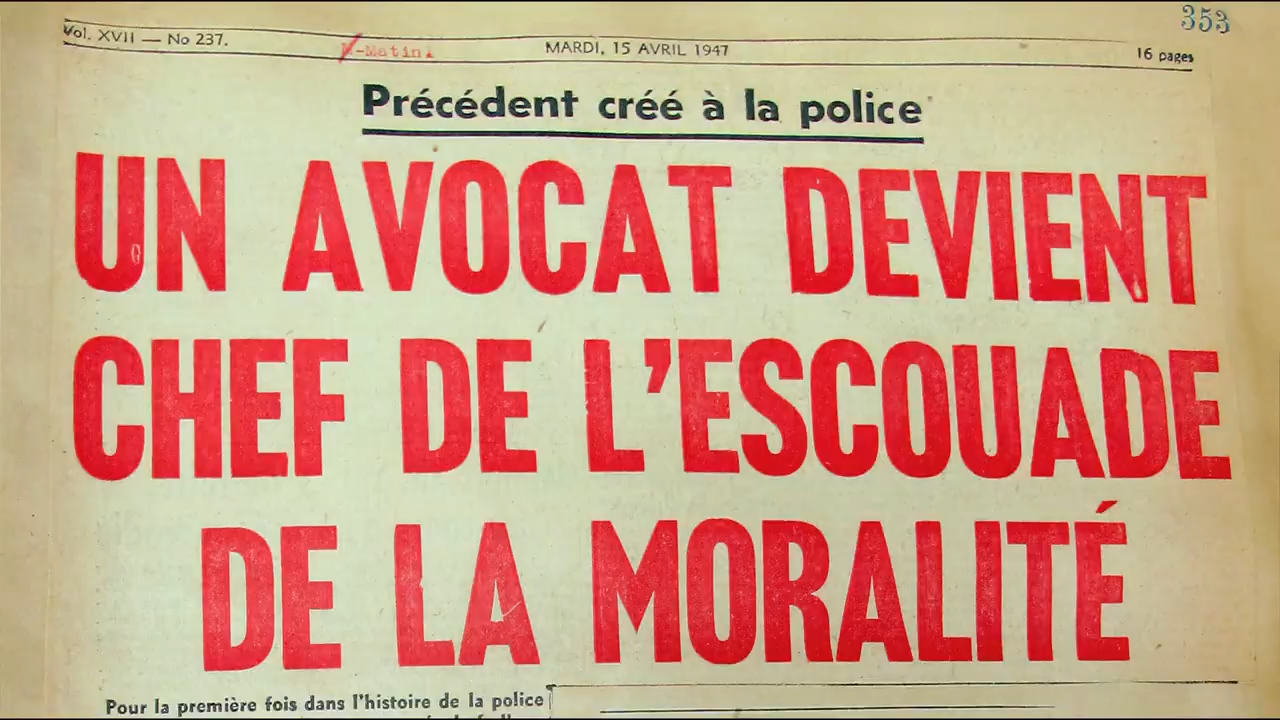 353
Vol. XVII — No 237.
-Matin
MARDI, 15 AVRIL 1947
16 pages
Précédent créé à la police
UN AVOCAT DEVIENT
CHEF DE L'ESCOUADE
DE LA MORALITÉ
Pour la première fois dans l'histoire de la police